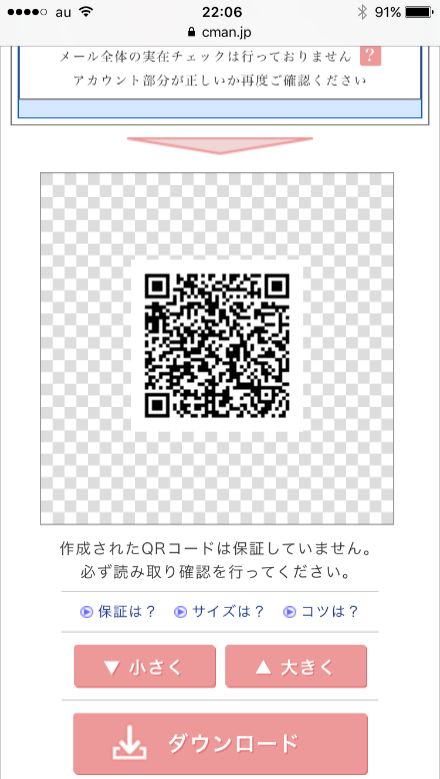 au 22:06 91%
cman.jp
メール全体の実在チェックは行っておりません ?
アカウント部分が正しいか再度ご確認ください
作成されたQRコードは保証していません。
必ず読み取り確認を行ってください。
保証は？ サイズは？ コツは？
▼ 小さく ▲ 大きく
ダウンロード